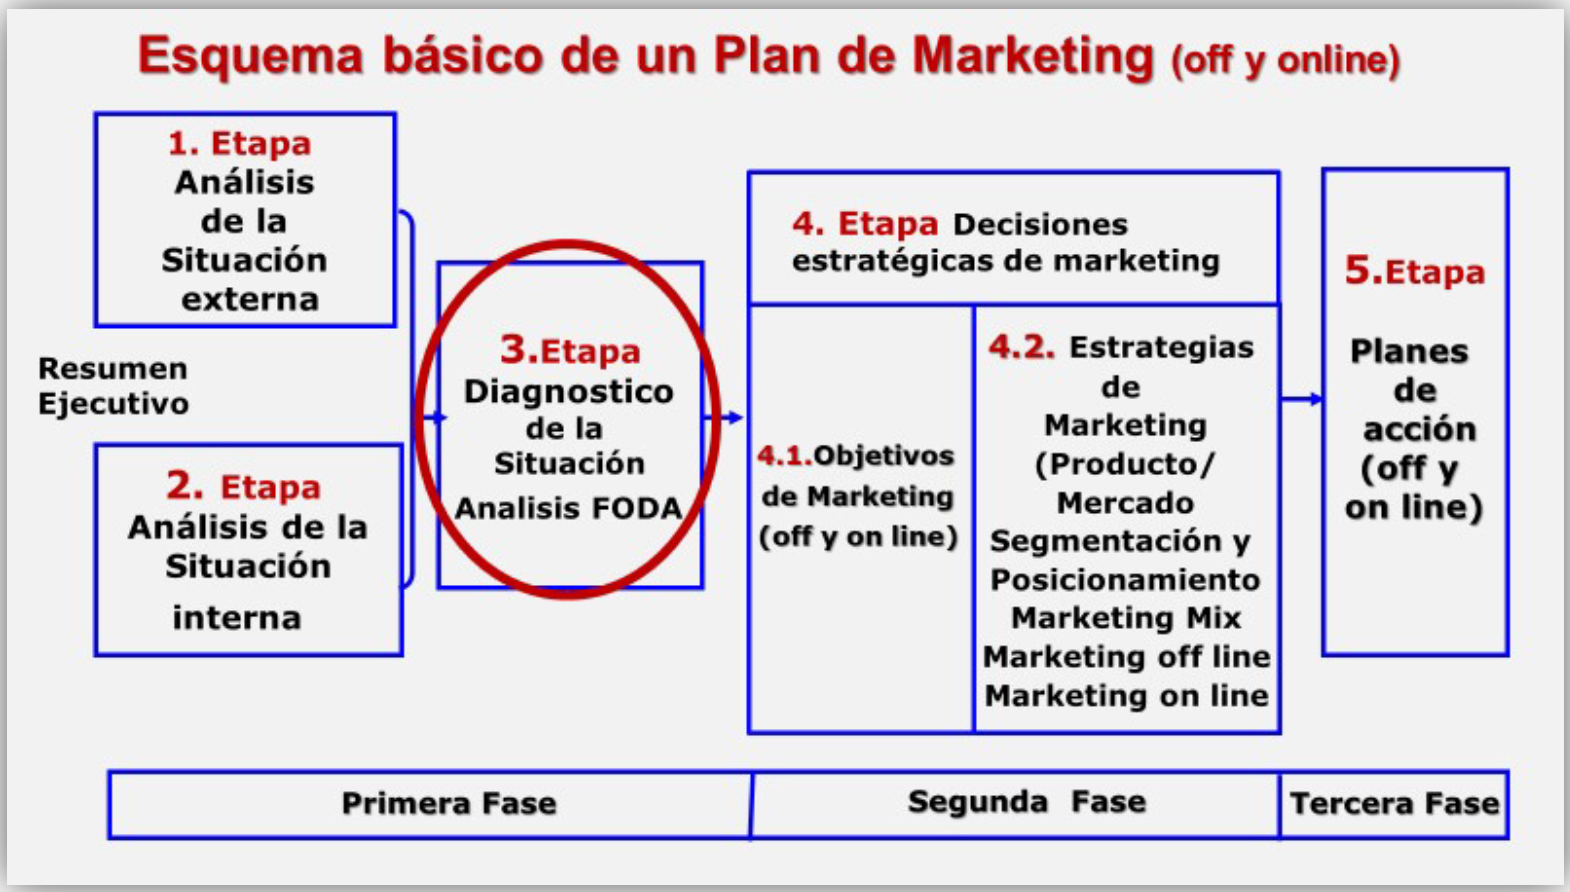 Esquema básico de un Plan de Marketing (off y online)
1. Etapa
Análisis
de la
Situación
externa
Resumen
Ejecutivo
2. Etapa
Análisis de la
Situación
interna
3.Etapa
Diagnostico
de la
Situación
Analisis FODA
4. Etapa Decisiones
estratégicas de marketing
4.1.Objetivos
de Marketing
(off y on line)
4.2. Estrategias
de
Marketing
(Producto/
Mercado
Segmentación y
Posicionamiento
Marketing Mix
Marketing off line
Marketing on line
5.Etapa
Planes
de
acción
(off y
on line)
Primera Fase
Segunda Fase
Tercera Fase